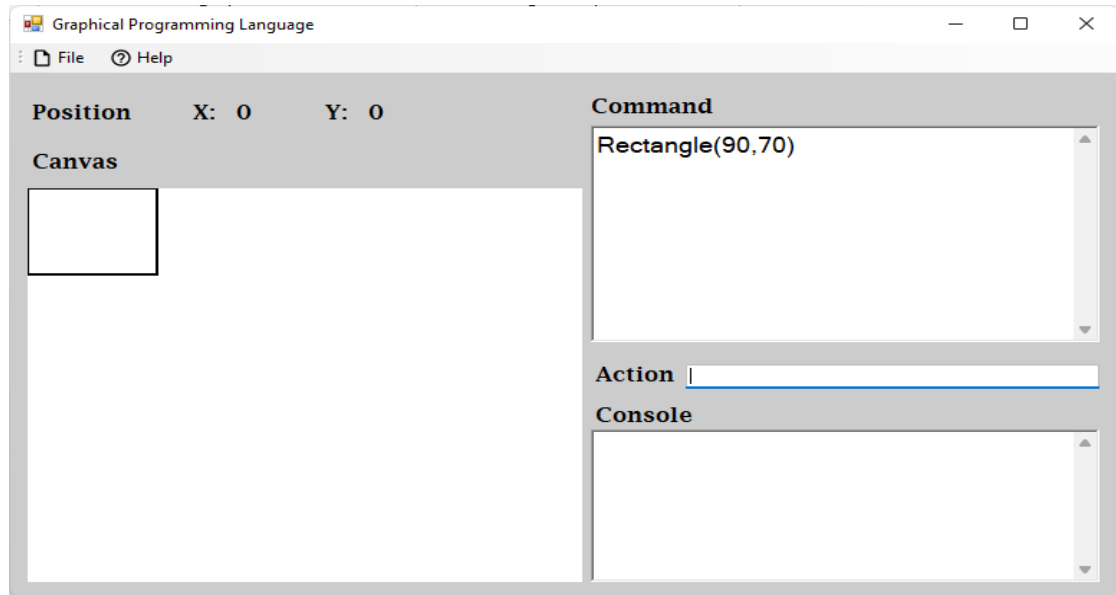 Graphical Programming Language
File Help
Position X: 0 Y: 0
Canvas
Command
Rectangle(90,70)
Action
Console